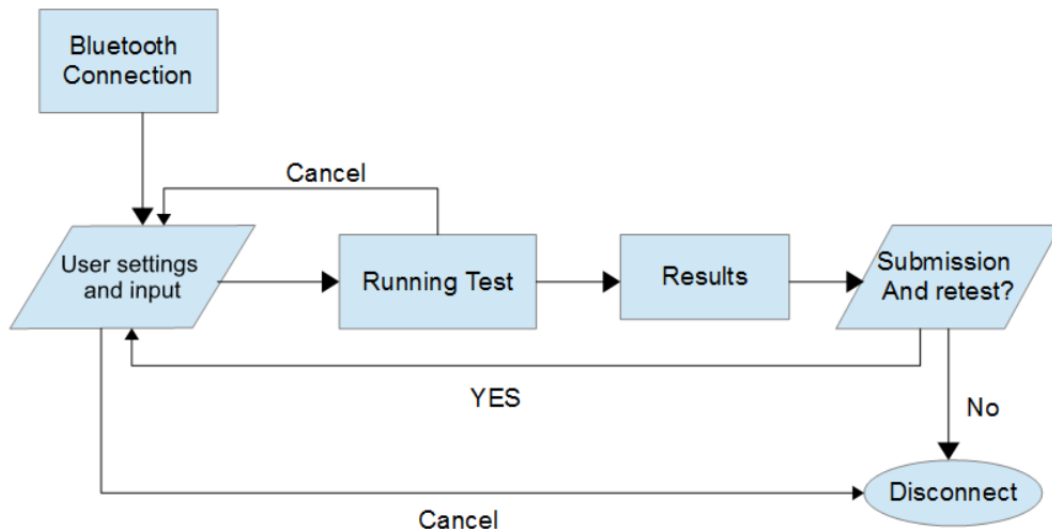 Bluetooth
Connection
Cancel
User settings
and input
Running Test
Results
Submission
And retest?
YES
No
Disconnect
Cancel